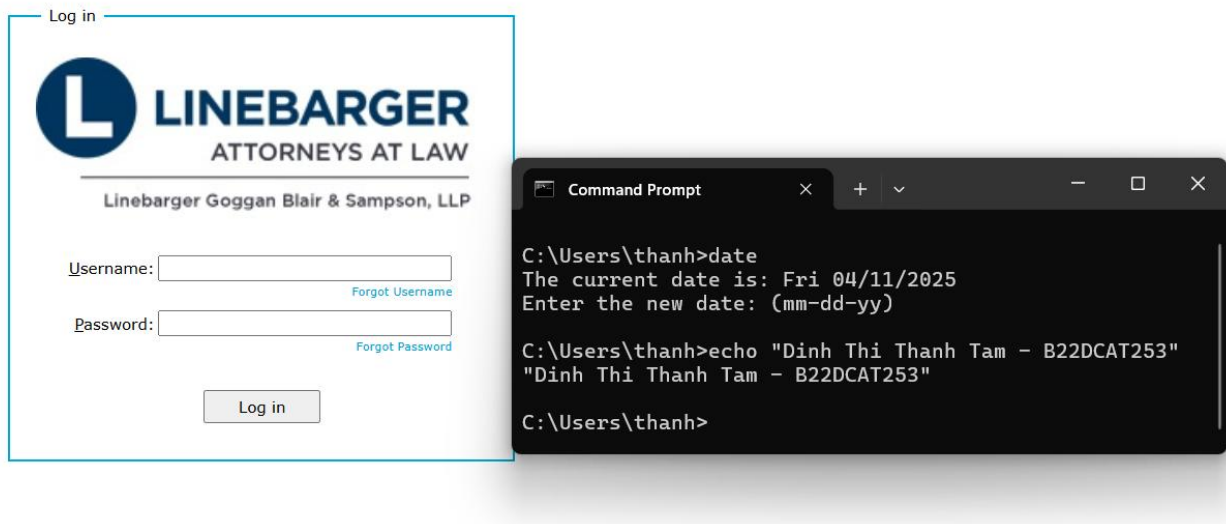 Log in
L LINEBARGER
ATTORNEYS AT LAW
Linebarger Goggan Blair & Sampson, LLP
Username:
Forgot Username
Password:
Forgot Password
Log in
Command Prompt
C:\Users\thanh>date
The current date is: Fri 04/11/2025
Enter the new date: (mm-dd-yy)
C:\Users\thanh>echo "Dinh Thi Thanh Tam - B22DCAT253"
"Dinh Thi Thanh Tam - B22DCAT253"
C:\Users\thanh>